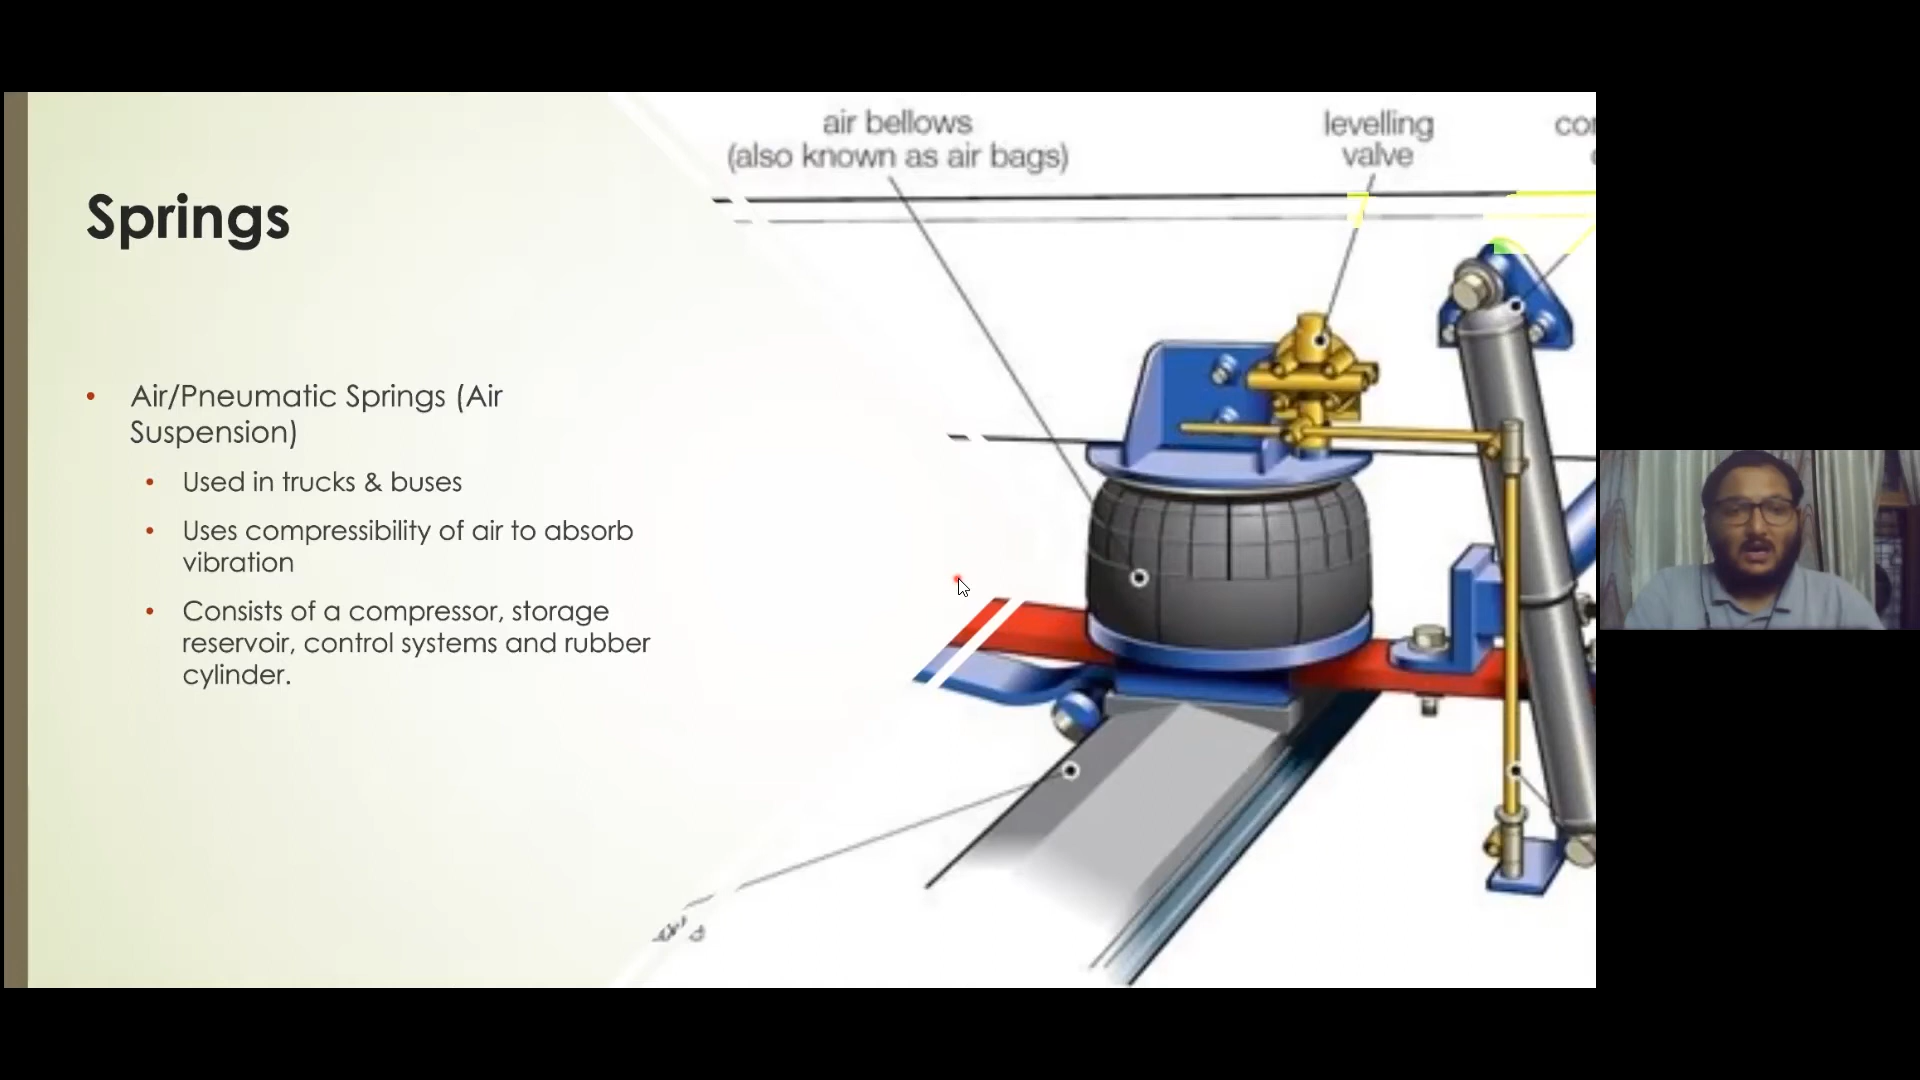 air bellows
(also known as air bags)
levelling
valve
Springs
Air/Pneumatic Springs (Air
Suspension)
Used in trucks & buses
Uses compressibility of air to absorb
vibration
Consists of a compressor, storage
reservoir, control systems and rubber
cylinder.